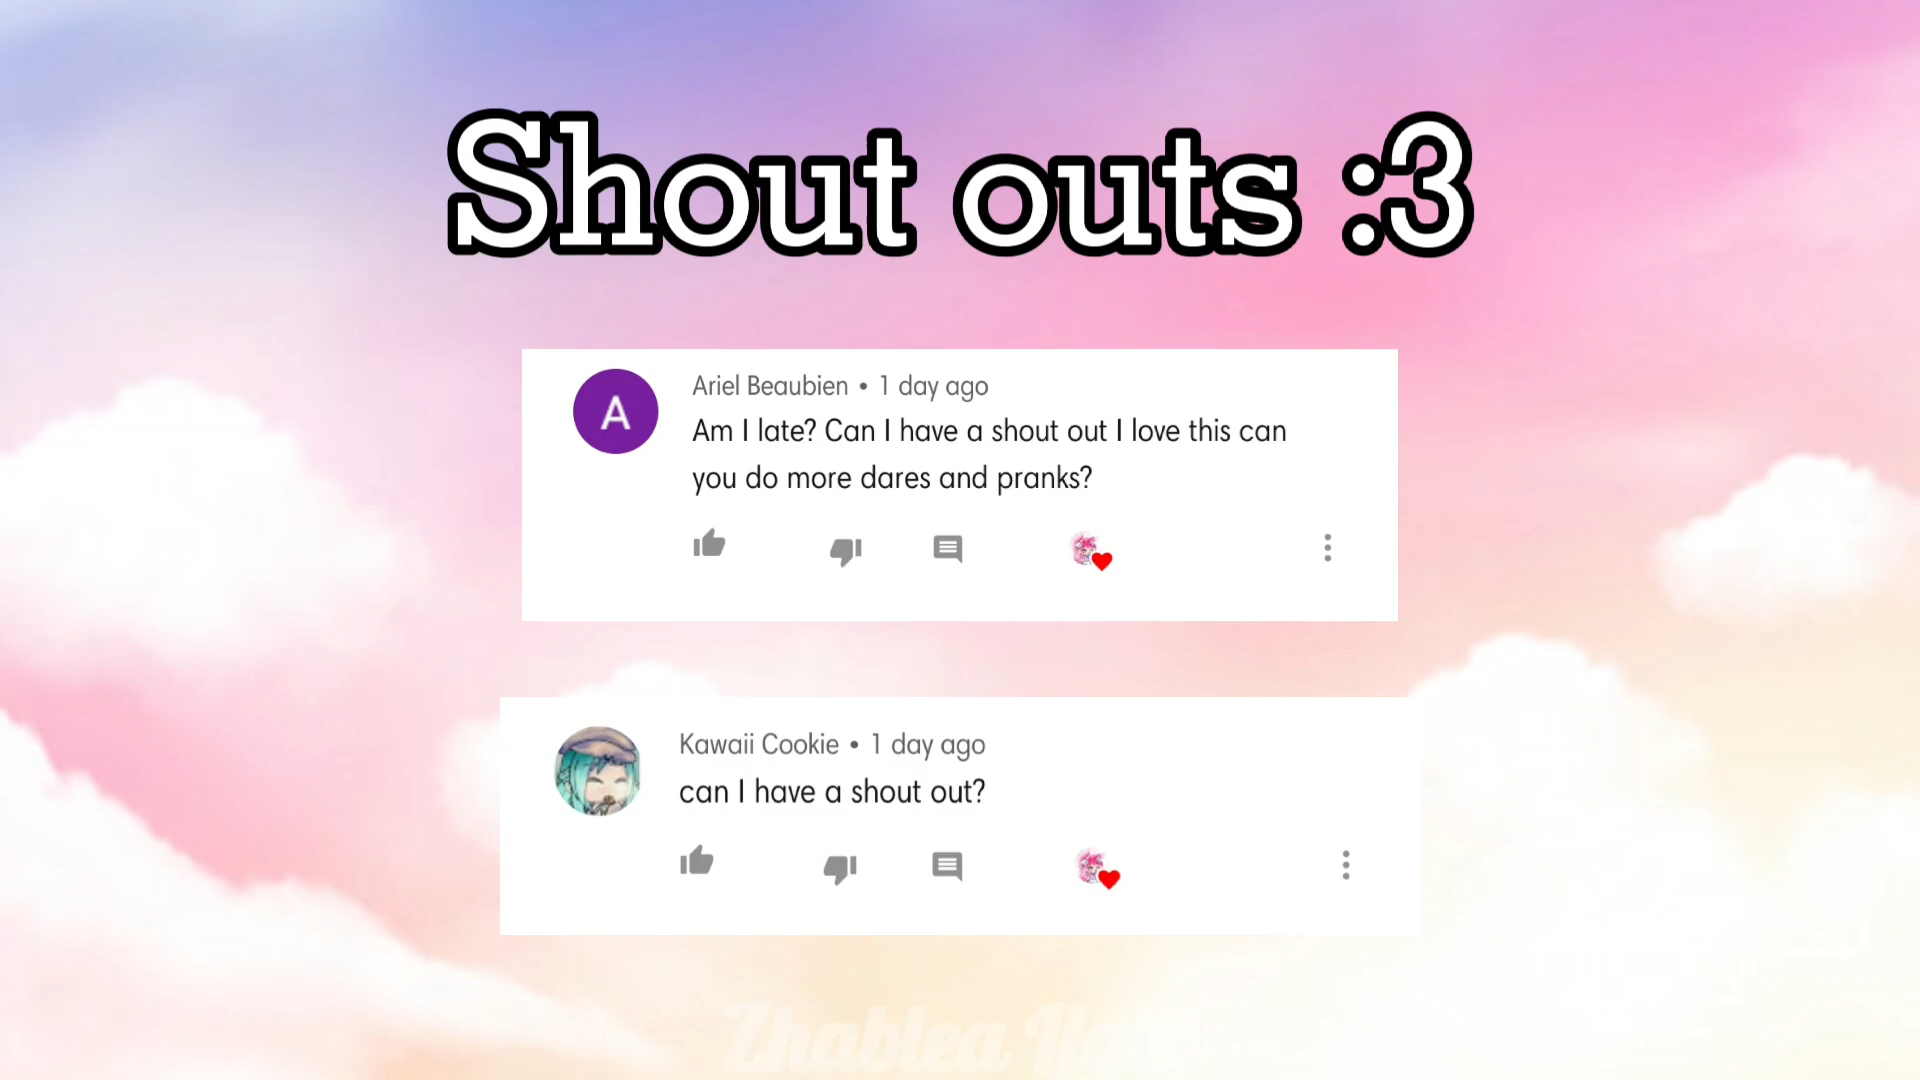 Shout outs :3
A
Ariel Beaubien • 1 day ago
Am I late? Can I have a shout out I love this can
you do more dares and pranks?
Kawaii Cookie • 1 day ago
can I have a shout out?
Zhablea